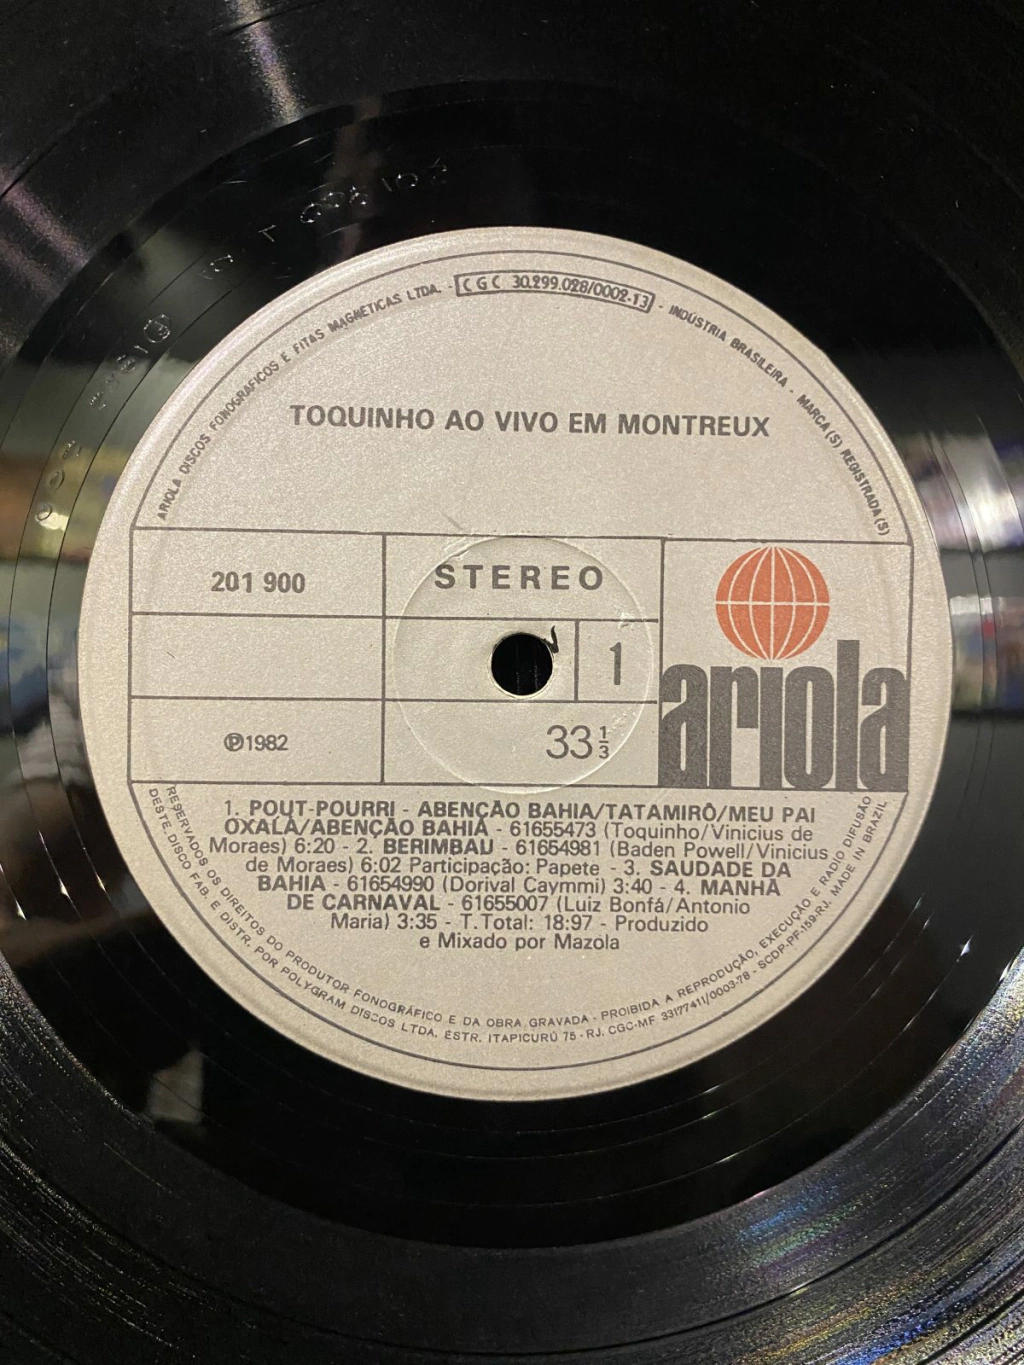 ARIOLA DISCOS FONOGRÁFICOS E FITAS MAGNÉTICAS LTDA. - CGC 30.299.028/0002-13 - INDÚSTRIA BRASILEIRA - MARCA(S) REGISTRADA(S)
TOQUINHO AO VIVO EM MONTREUX
201 900
STEREO
1
℗1982
33⅓
ariola
1. POUT-POURRI - ABENÇÃO BAHIA/TATAMIRÔ/MEU PAI
OXALÁ/ABENÇÃO BAHIA - 61655473 (Toquinho/Vinicius de
Moraes) 6:20 - 2. BERIMBAU - 61654981 (Baden Powell/Vinicius
de Moraes) 6:02 Participação: Papete - 3. SAUDADE DA
BAHIA - 61654990 (Dorival Caymmi) 3:40 - 4. MANHÃ
DE CARNAVAL - 61655007 (Luiz Bonfá/Antonio
Maria) 3:35 - T. Total: 18:97 - Produzido
e Mixado por Mazola
RESERVADOS OS DIREITOS DO PRODUTOR FONOGRÁFICO E DA OBRA GRAVADA - PROIBIDA A REPRODUÇÃO, EXECUÇÃO E RADIO DIFUSÃO
DESTE DISCO FAB. E DISTR. POR POLYGRAM DISCOS LTDA. ESTR. ITAPICURÚ 75 - RJ. CGC-MF 33177411/0003-78 - SCDP-PF-159-RJ. MADE IN BRAZIL